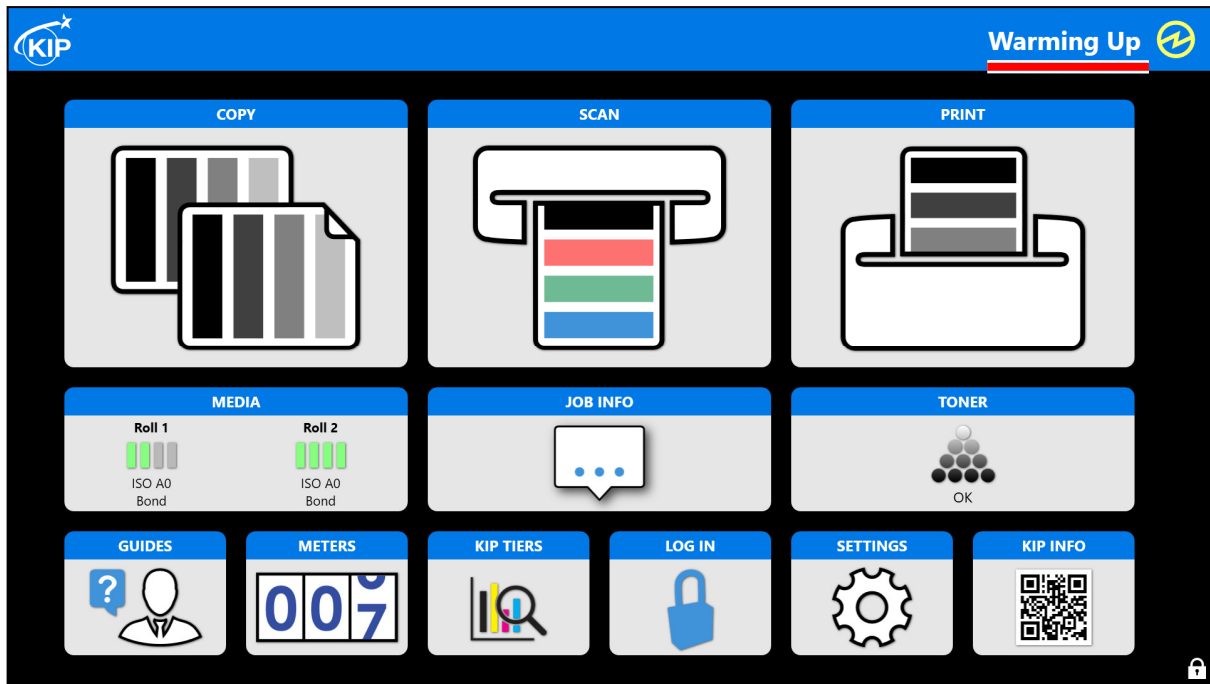 KIP
Warming Up
COPY
SCAN
PRINT
MEDIA
JOB INFO
TONER
Roll 1
Roll 2
ISO A0
Bond
ISO A0
Bond
OK
GUIDES
METERS
KIP TIERS
LOG IN
SETTINGS
KIP INFO
?
007